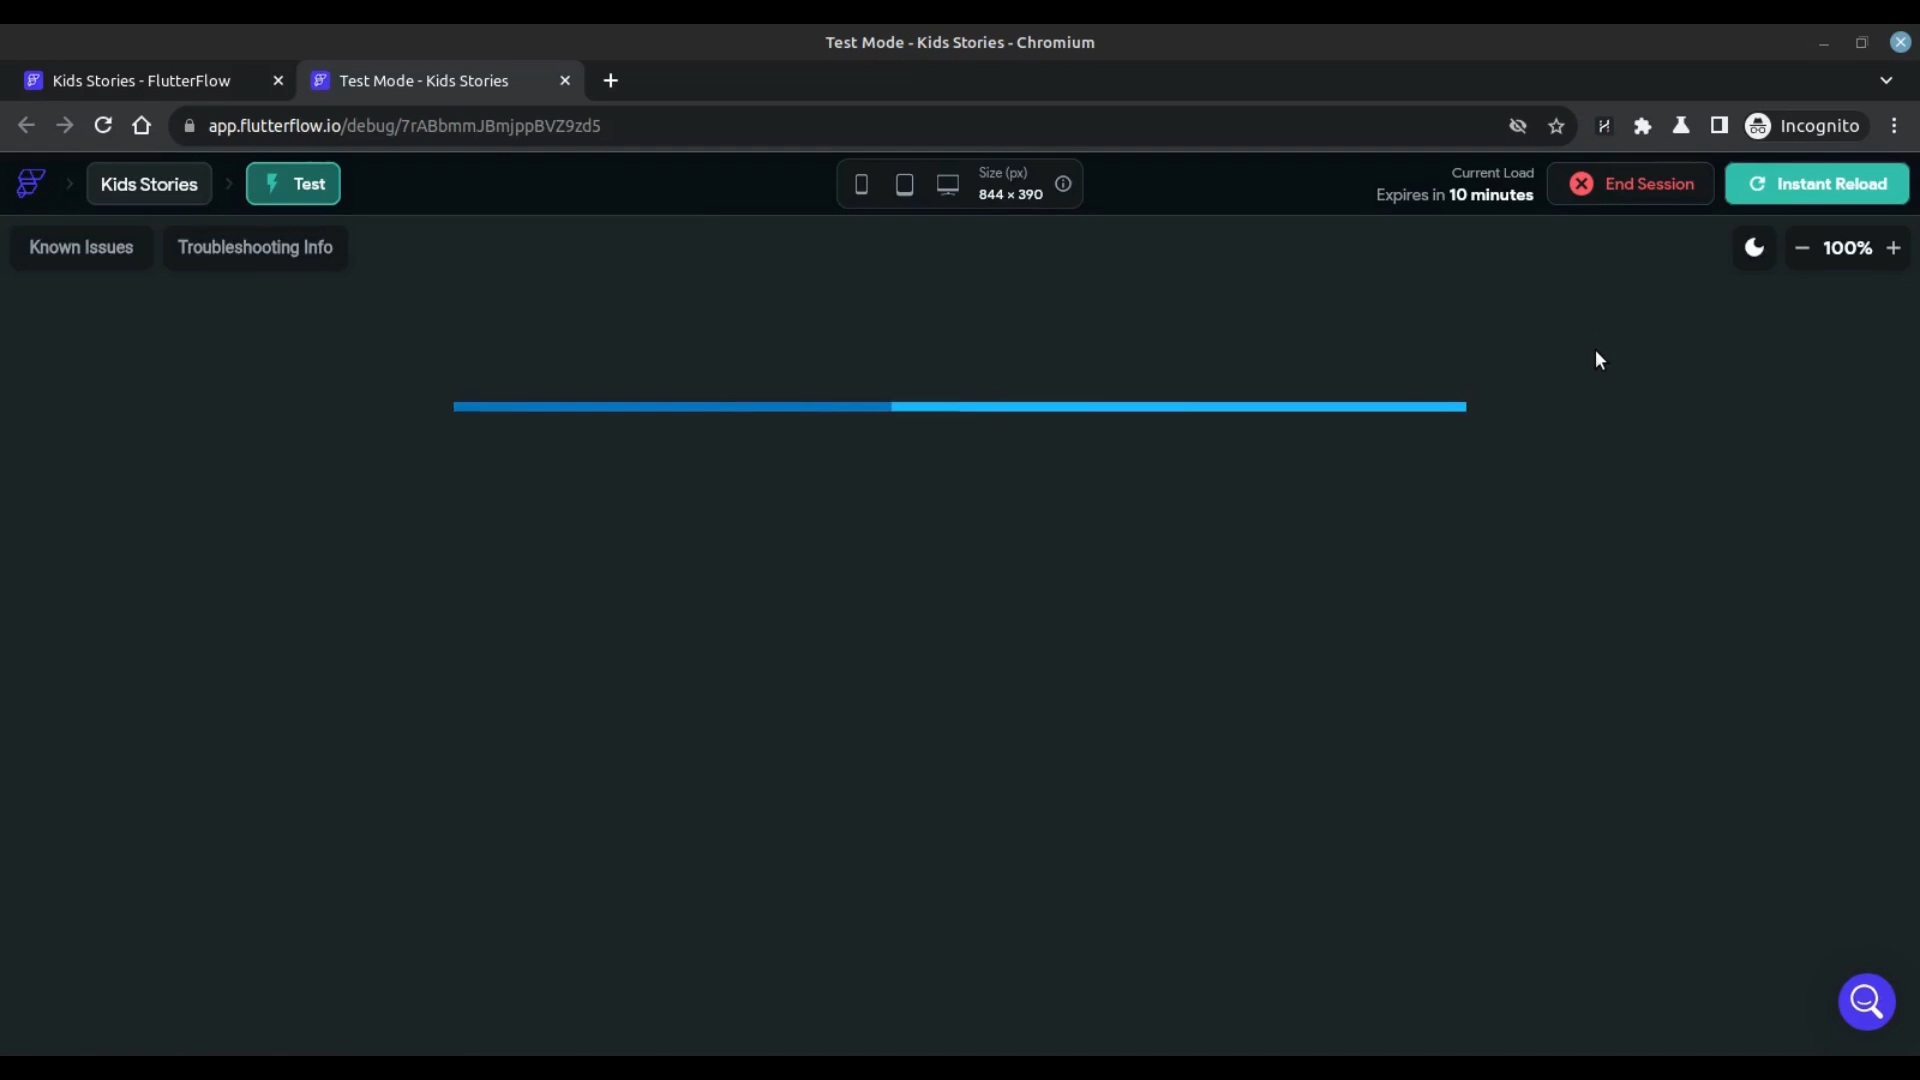 Test Mode - Kids Stories - Chromium
Kids Stories - FlutterFlow
Test Mode - Kids Stories
app.flutterflow.io/debug/7rABbmmJBmjppBVZ9zd5
Incognito
Kids Stories
Test
Size (px)
844 × 390
Current Load
Expires in 10 minutes
End Session
Instant Reload
Known Issues
Troubleshooting Info
100%